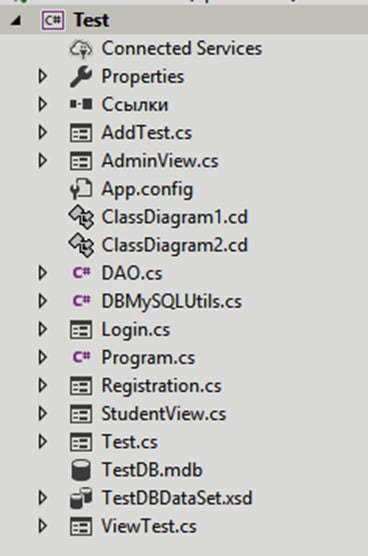 C# Test
Connected Services
Properties
Ссылки
AddTest.cs
AdminView.cs
App.config
ClassDiagram1.cd
ClassDiagram2.cd
C# DAO.cs
C# DBMySQLUtils.cs
Login.cs
C# Program.cs
Registration.cs
StudentView.cs
Test.cs
TestDB.mdb
TestDBDataSet.xsd
ViewTest.cs